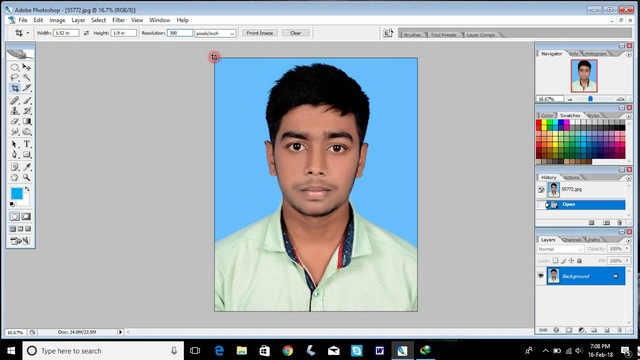 Adobe Photoshop - [55772.jpg @ 16.7% (RGB/8)]
File Edit Image Layer Select Filter View Window Help
Width: 1.52 in Height: 1.9 in Resolution: 300 pixels/inch Front Image Clear Brushes Tool Presets Layer Comps
Navigator Info Histogram
16.67%
Color Swatches Styles
History Actions
55772.jpg
Open
Layers Channels Paths
Normal Opacity: 100%
Lock: Fill: 100%
Background
16.67% Doc: 24.8M/22.5M
Type here to search
7:08 PM
16-Feb-18